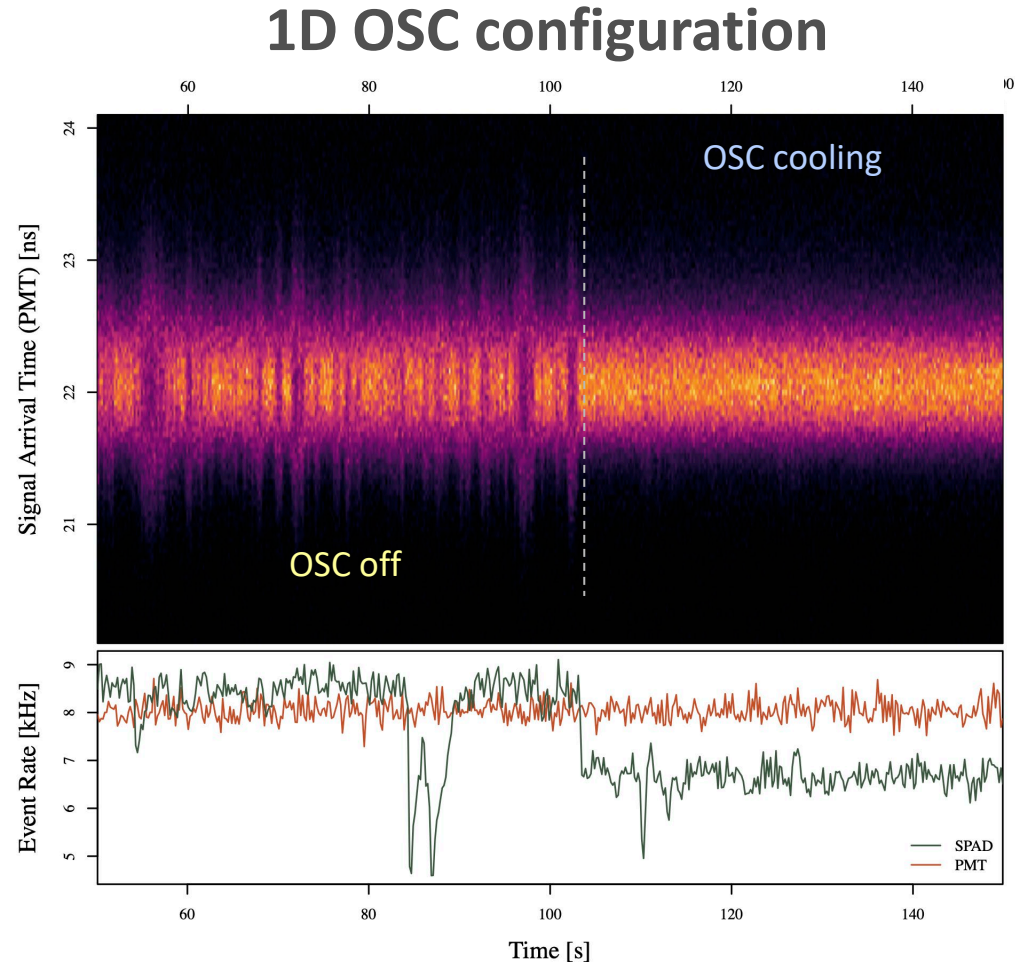 1D OSC configuration
60 80 100 120 140 00
24
OSC cooling
23
Signal Arrival Time (PMT) [ns]
22
21
OSC off
9
8
Event Rate [kHz]
7
6
5
SPAD
PMT
60 80 100 120 140
Time [s]